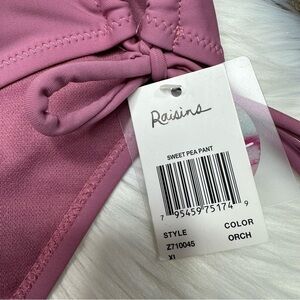 Raisins
SWEET PEA PANT
7 95459 75174 9
STYLE COLOR
Z710045 ORCH
XL